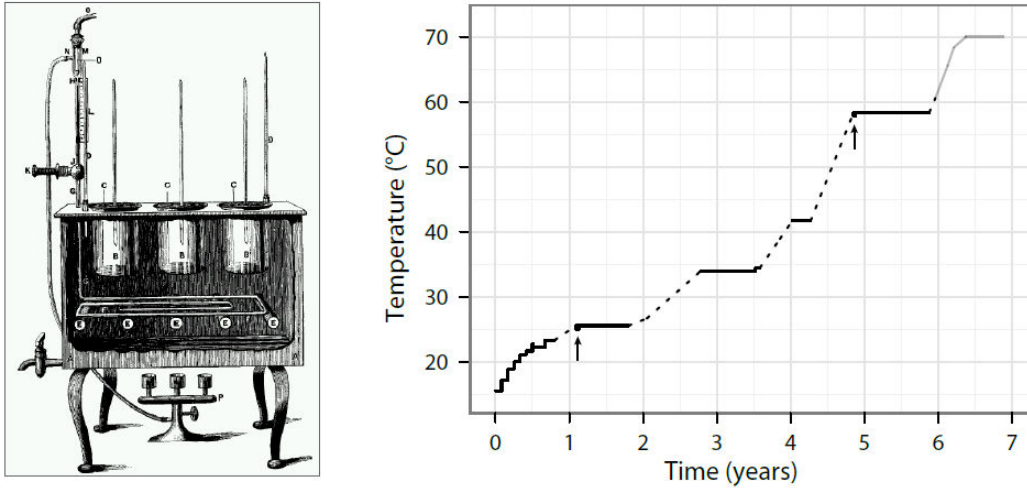 e
N M
O
H I C
L
D
K J
G
C C C
B B B
E E E E E
P
70
60
50
40
30
20
0 1 2 3 4 5 6 7
Temperature (°C)
Time (years)